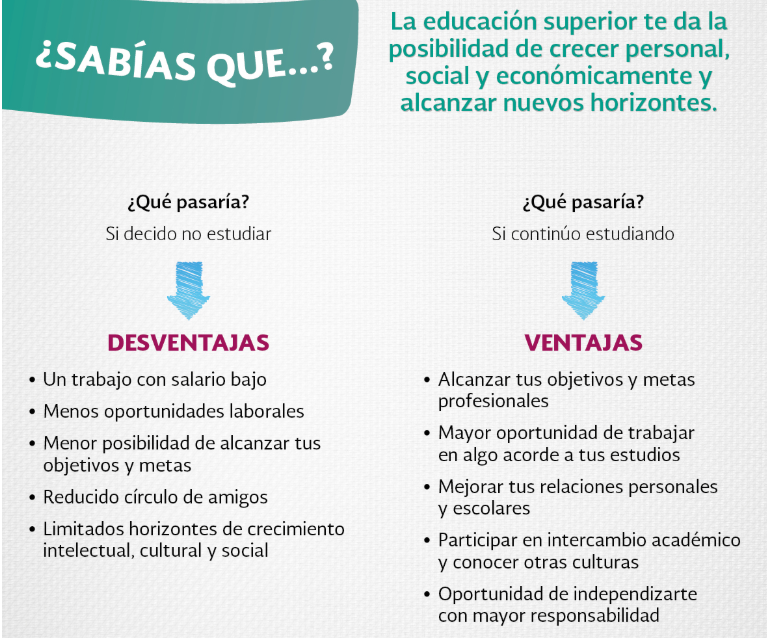 ¿SABÍAS QUE...?
La educación superior te da la
posibilidad de crecer personal,
social y económicamente y
alcanzar nuevos horizontes.
¿Qué pasaría?
Si decido no estudiar
DESVENTAJAS
• Un trabajo con salario bajo
• Menos oportunidades laborales
• Menor posibilidad de alcanzar tus
objetivos y metas
• Reducido círculo de amigos
• Limitados horizontes de crecimiento
intelectual, cultural y social
¿Qué pasaría?
Si continúo estudiando
VENTAJAS
• Alcanzar tus objetivos y metas
profesionales
• Mayor oportunidad de trabajar
en algo acorde a tus estudios
• Mejorar tus relaciones personales
y escolares
• Participar en intercambio académico
y conocer otras culturas
• Oportunidad de independizarte
con mayor responsabilidad